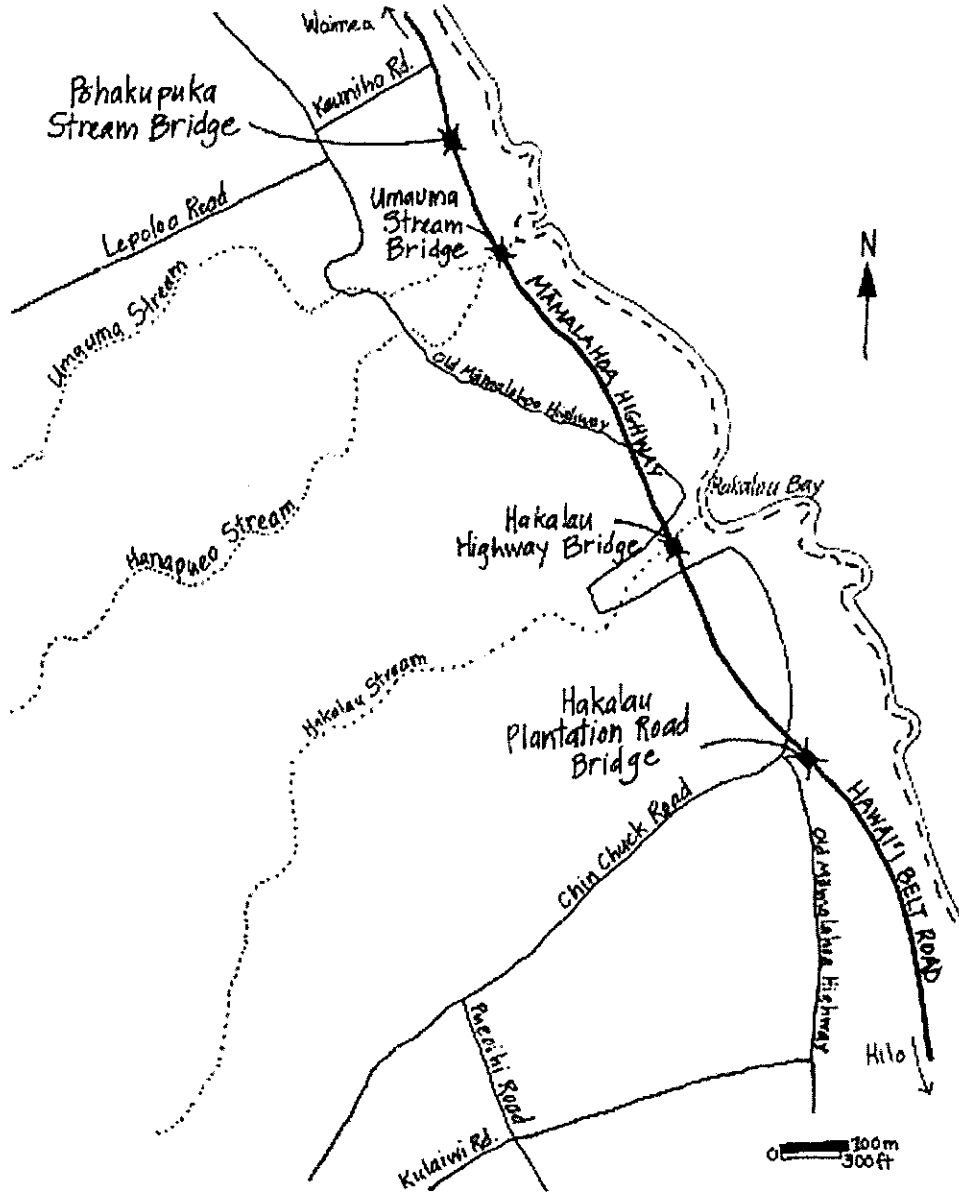 Waimea
Pōhakupuka
Stream Bridge
Umauma
Stream
Bridge
Lepoloa Road
N
Umauma Stream
MĀMALAHOA HIGHWAY
Old Māmalahoa Highway
Hakalau Bay
Hanapueo Stream
Hakalau
Highway Bridge
Hakalau Stream
Hakalau
Plantation Road
Bridge
Chin Chuck Road
HAWAI'I BELT ROAD
Old Māmalahoa Highway
Road
Hilo
Kulaiwi Rd.
0
100m
300ft